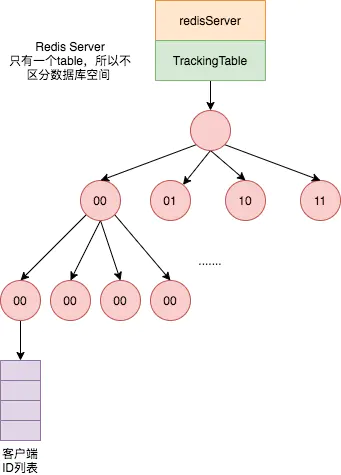 redisServer
Redis Server
只有一个table，所以不
区分数据库空间
TrackingTable
00
01
10
11
.......
00
00
00
00
客户端
ID列表